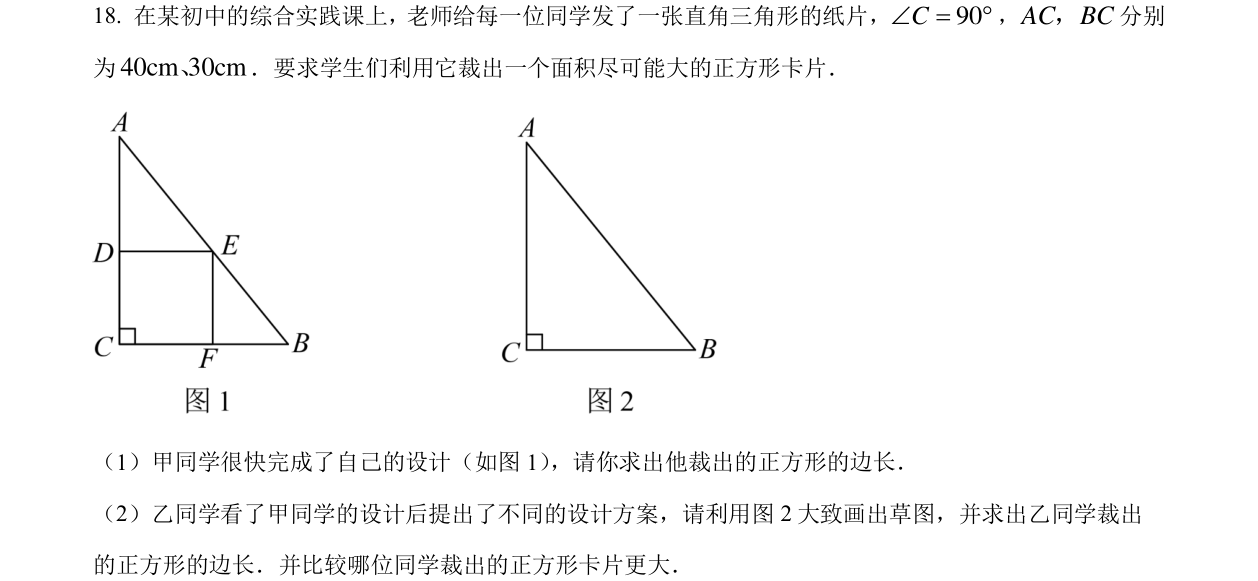 18. 在某初中的综合实践课上，老师给每一位同学发了一张直角三角形的纸片，∠C = 90°，AC，BC 分别
为 40cm、30cm．要求学生们利用它裁出一个面积尽可能大的正方形卡片．
A
D
E
C
F
B
图 1
A
C
B
图 2
（1）甲同学很快完成了自己的设计（如图 1），请你求出他裁出的正方形的边长．
（2）乙同学看了甲同学的设计后提出了不同的设计方案，请利用图 2 大致画出草图，并求出乙同学裁出
的正方形的边长．并比较哪位同学裁出的正方形卡片更大．